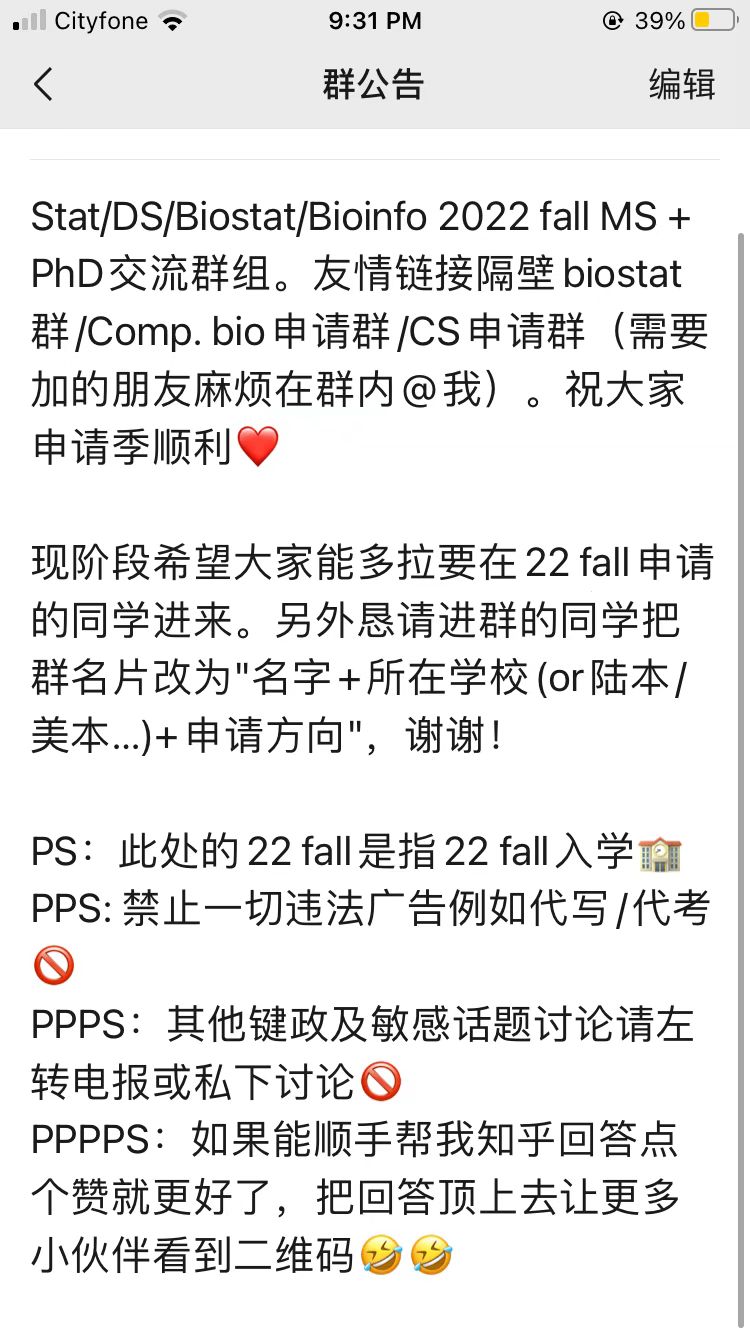 Cityfone 9:31 PM 39%
群公告 编辑
Stat/DS/Biostat/Bioinfo 2022 fall MS +
PhD交流群组。友情链接隔壁biostat
群/Comp. bio申请群/CS申请群（需要
加的朋友麻烦在群内@我）。祝大家
申请季顺利❤️
现阶段希望大家能多拉要在22 fall申请
的同学进来。另外恳请进群的同学把
群名片改为"名字+所在学校(or陆本/
美本...)+申请方向"，谢谢！
PS：此处的22 fall是指22 fall入学🏫
PPS: 禁止一切违法广告例如代写/代考
🚫
PPPS：其他键政及敏感话题讨论请左
转电报或私下讨论🚫
PPPPS：如果能顺手帮我知乎回答点
个赞就更好了，把回答顶上去让更多
小伙伴看到二维码🤣🤣